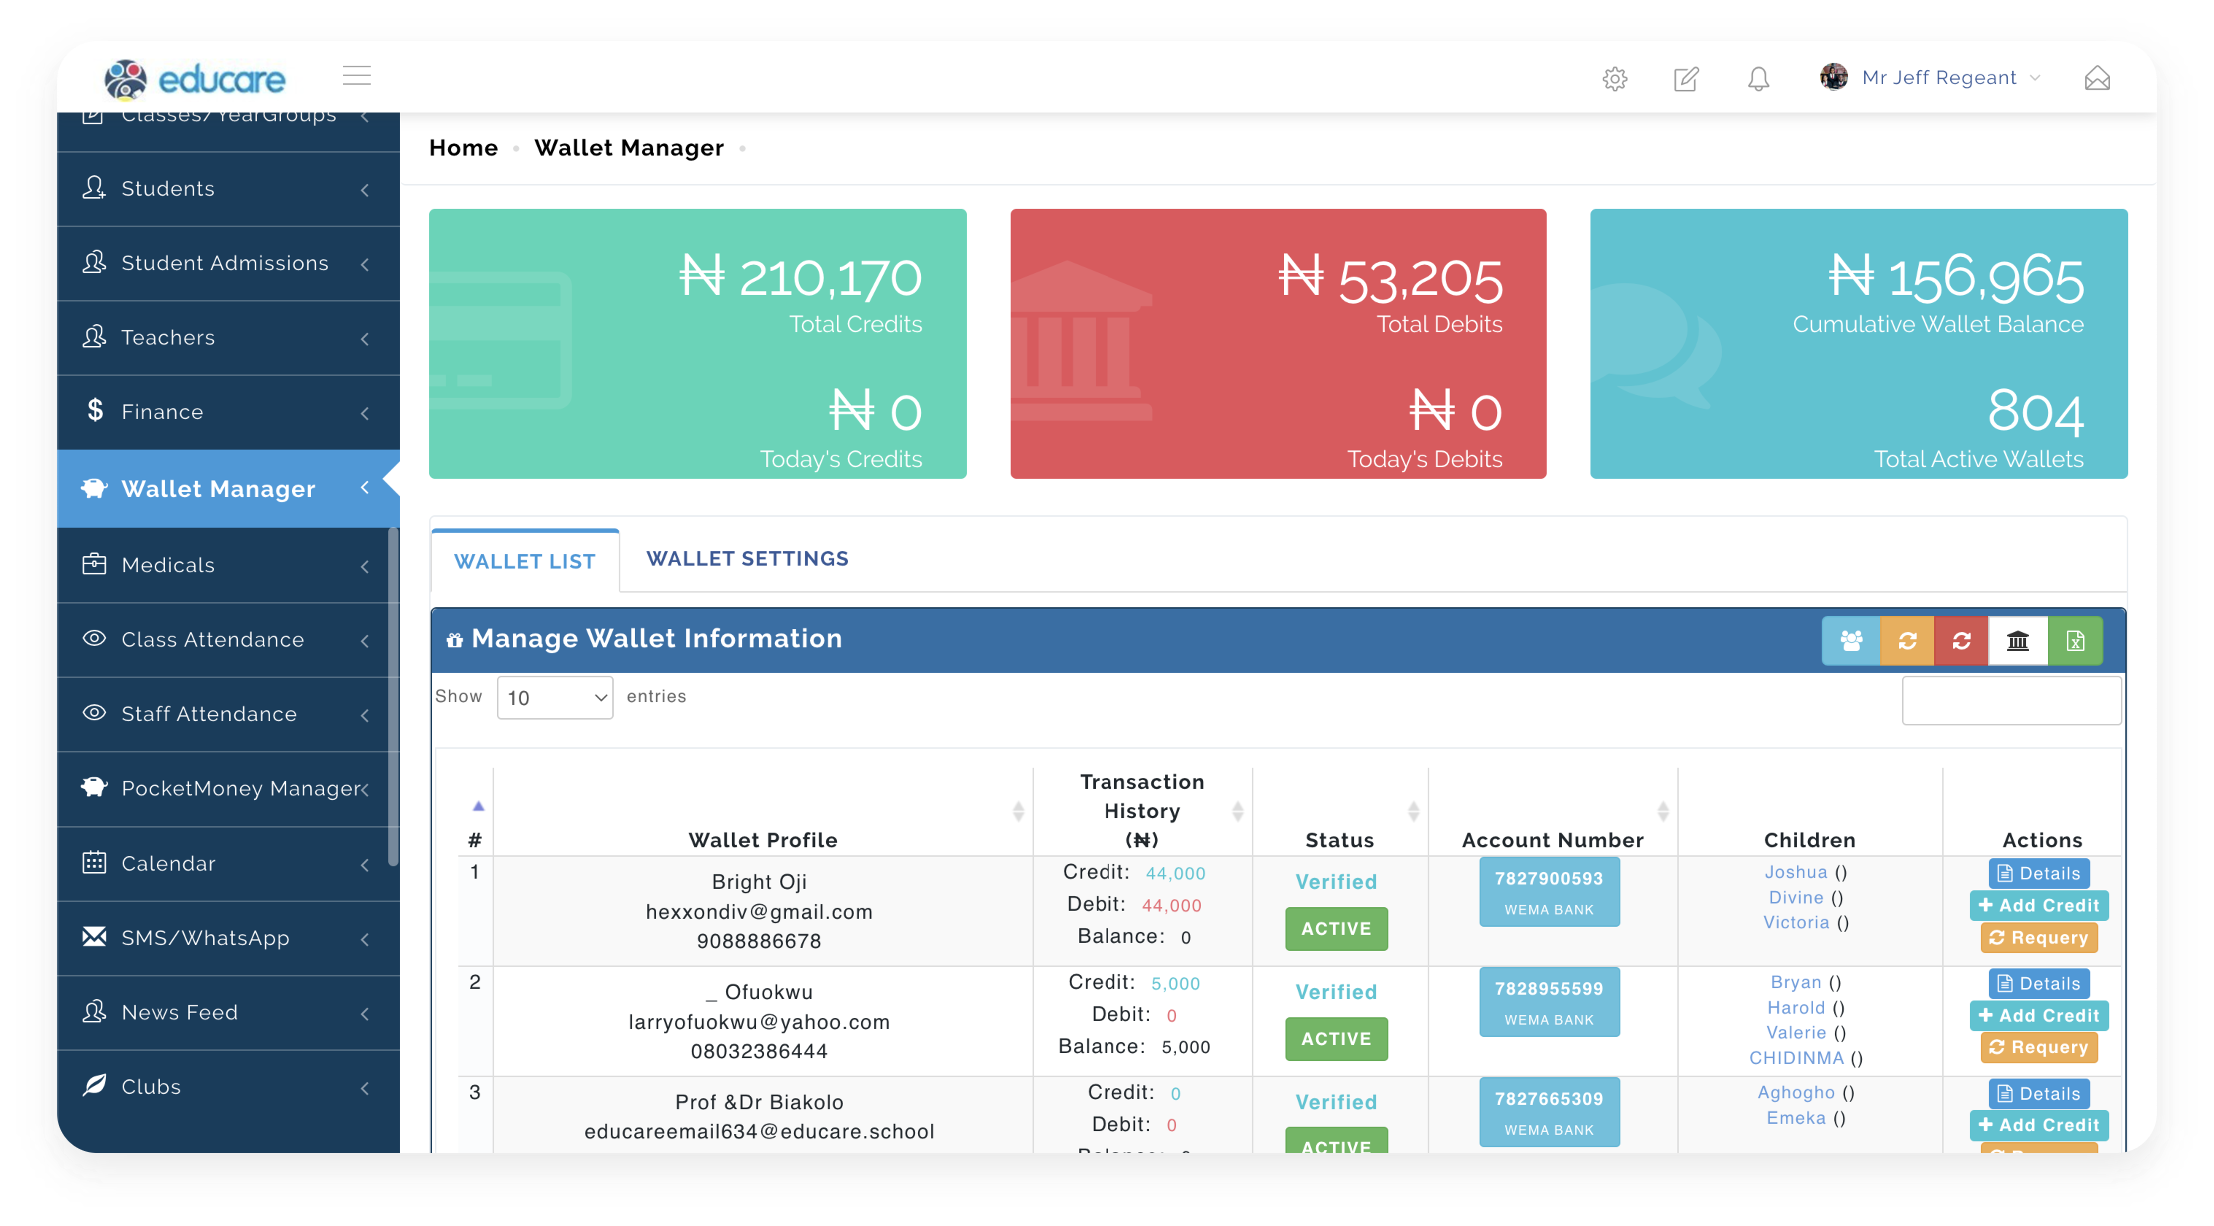 educare
Mr Jeff Regeant
Classes/YearGroups
Students
Student Admissions
Teachers
Finance
Wallet Manager
Medicals
Class Attendance
Staff Attendance
PocketMoney Manager
Calendar
SMS/WhatsApp
News Feed
Clubs
Home • Wallet Manager •
₦ 210,170
Total Credits
₦ 0
Today's Credits
₦ 53,205
Total Debits
₦ 0
Today's Debits
₦ 156,965
Cumulative Wallet Balance
804
Total Active Wallets
WALLET LIST
WALLET SETTINGS
Manage Wallet Information
Show 10 entries
#
Wallet Profile
Transaction
History
(₦)
Status
Account Number
Children
Actions
1
Bright Oji
hexxondiv@gmail.com
9088886678
Credit: 44,000
Debit: 44,000
Balance: 0
Verified
ACTIVE
7827900593
WEMA BANK
Joshua ()
Divine ()
Victoria ()
Details
+ Add Credit
Requery
2
_ Ofuokwu
larryofuokwu@yahoo.com
08032386444
Credit: 5,000
Debit: 0
Balance: 5,000
Verified
ACTIVE
7828955599
WEMA BANK
Bryan ()
Harold ()
Valerie ()
CHIDINMA ()
Details
+ Add Credit
Requery
3
Prof &Dr Biakolo
educareemail634@educare.school
Credit: 0
Debit: 0
Verified
ACTIVE
7827665309
WEMA BANK
Aghogho ()
Emeka ()
Details
+ Add Credit